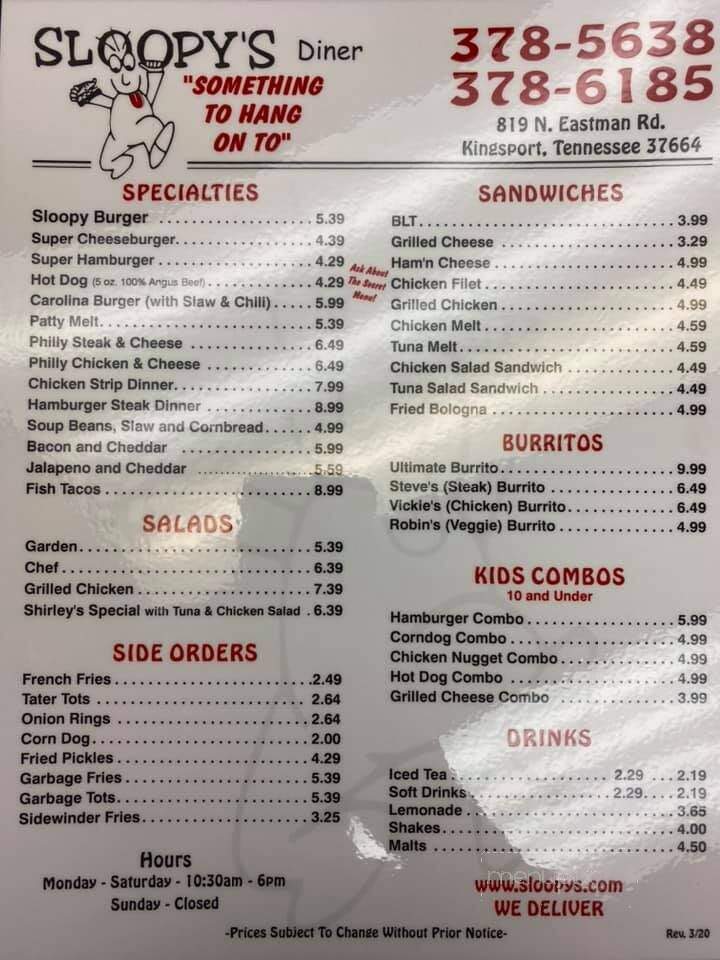 SLOOPY'S Diner
"SOMETHING
TO HANG
ON TO"
378-5638
378-6185
819 N. Eastman Rd.
Kingsport, Tennessee 37664
SPECIALTIES
Sloopy Burger 5.39
Super Cheeseburger 4.39
Super Hamburger 4.29
Hot Dog (5 oz. 100% Angus Beef) 4.29
Carolina Burger (with Slaw & Chili) 5.99
Patty Melt 5.39
Philly Steak & Cheese 6.49
Philly Chicken & Cheese 6.49
Chicken Strip Dinner 7.99
Hamburger Steak Dinner 8.99
Soup Beans, Slaw and Cornbread 4.99
Bacon and Cheddar 5.99
Jalapeno and Cheddar 5.59
Fish Tacos 8.99
Ask About
The Secret
Menu!
SALADS
Garden 5.39
Chef 6.39
Grilled Chicken 7.39
Shirley's Special with Tuna & Chicken Salad 6.39
SIDE ORDERS
French Fries 2.49
Tater Tots 2.64
Onion Rings 2.64
Corn Dog 2.00
Fried Pickles 4.29
Garbage Fries 5.39
Garbage Tots 5.39
Sidewinder Fries 3.25
Hours
Monday - Saturday - 10:30am - 6pm
Sunday - Closed
SANDWICHES
BLT 3.99
Grilled Cheese 3.29
Ham'n Cheese 4.99
Chicken Filet 4.49
Grilled Chicken 4.99
Chicken Melt 4.59
Tuna Melt 4.59
Chicken Salad Sandwich 4.49
Tuna Salad Sandwich 4.49
Fried Bologna 4.99
BURRITOS
Ultimate Burrito 9.99
Steve's (Steak) Burrito 6.49
Vickie's (Chicken) Burrito 6.49
Robin's (Veggie) Burrito 4.99
KIDS COMBOS
10 and Under
Hamburger Combo 5.99
Corndog Combo 4.99
Chicken Nugget Combo 4.99
Hot Dog Combo 4.99
Grilled Cheese Combo 3.99
DRINKS
Iced Tea 2.29 2.19
Soft Drinks 2.29 2.19
Lemonade 3.65
Shakes 4.00
Malts 4.50
www.sloopys.com
WE DELIVER
-Prices Subject To Change Without Prior Notice-
Rev. 3/20